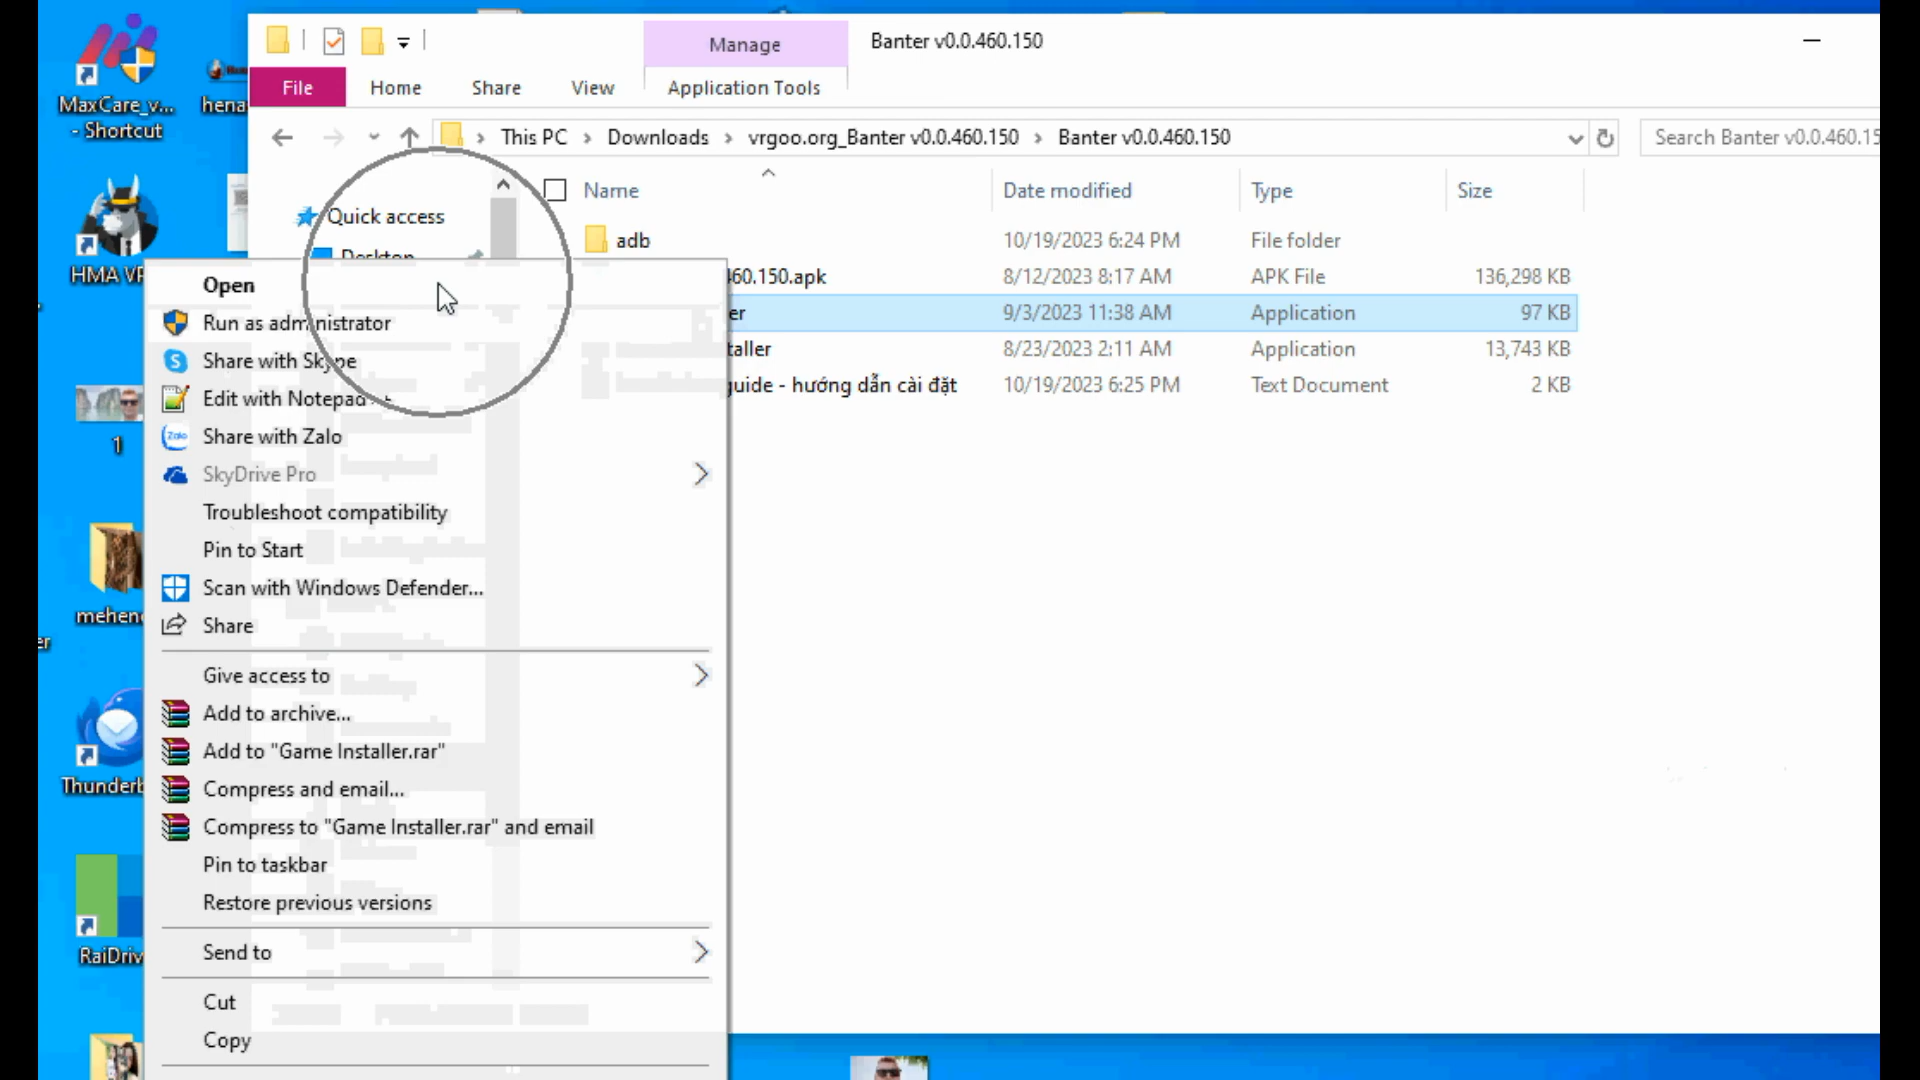 MaxCare_v...
- Shortcut
HMA
1
Manage
Banter v0.0.460.150
File
Home
Share
View
Application Tools
This PC
Downloads
vrgoo.org_Banter v0.0.460.150
Banter v0.0.460.150
Search Banter v0.0.460.15
Quick access
Desktop
Name
Date modified
Type
Size
adb
10/19/2023 6:24 PM
File folder
60.150.apk
8/12/2023 8:17 AM
APK File
136,298 KB
er
9/3/2023 11:38 AM
Application
97 KB
taller
8/23/2023 2:11 AM
Application
13,743 KB
guide - hướng dẫn cài đặt
10/19/2023 6:25 PM
Text Document
2 KB
Open
Run as administrator
Share with Skype
Edit with Notepad
Share with Zalo
SkyDrive Pro
Troubleshoot compatibility
Pin to Start
Scan with Windows Defender...
Share
Give access to
Add to archive...
Add to "Game Installer.rar"
Compress and email...
Compress to "Game Installer.rar" and email
Pin to taskbar
Restore previous versions
Send to
Cut
Copy